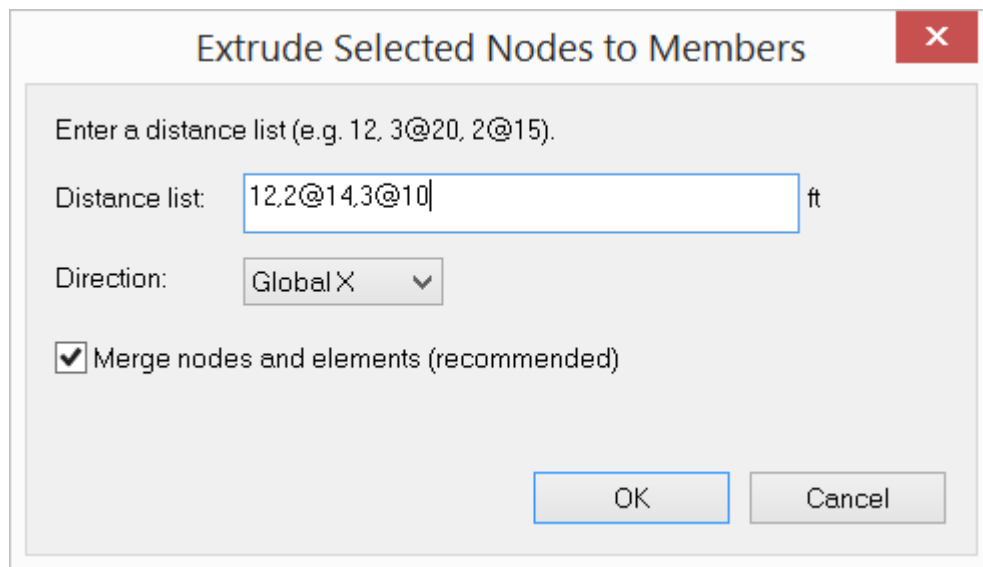 Extrude Selected Nodes to Members
Enter a distance list (e.g. 12, 3@20, 2@15).
Distance list: 12,2@14,3@10 ft
Direction: Global X
Merge nodes and elements (recommended)
OK Cancel